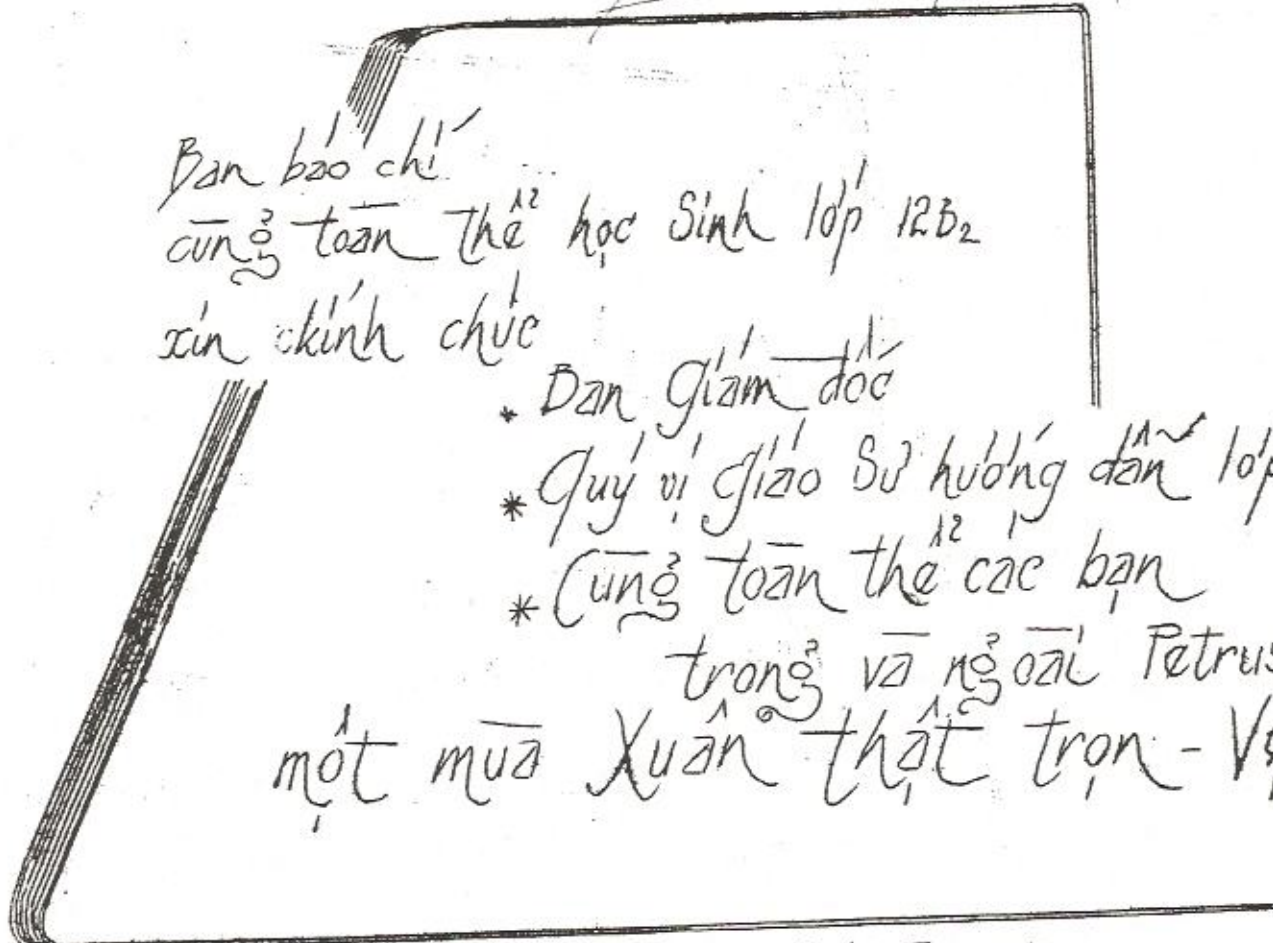 Ban báo chí
cùng toàn thể học Sinh lớp 12B2
xin kính chúc
* Ban Giám đốc
* Quý vị Giáo Sư hướng dẫn lớp
* Cùng toàn thể các bạn
trong và ngoài Petrus
một mùa Xuân thật trọn -